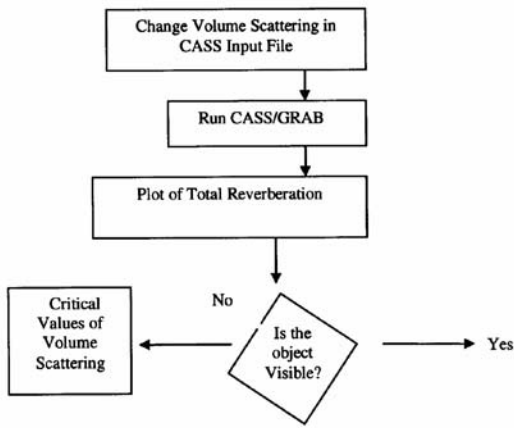 Change Volume Scattering in
CASS Input File
Run CASS/GRAB
Plot of Total Reverberation
No
Critical
Values of
Volume
Scattering
Is the
object
Visible?
Yes